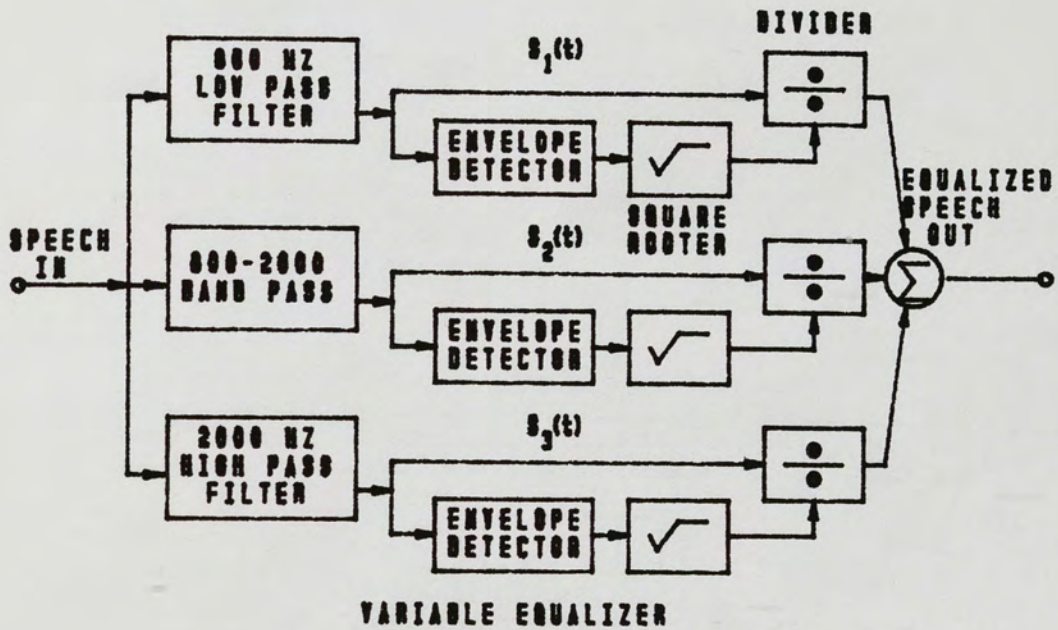 DIVIDER
800 HZ
LOW PASS
FILTER
S1(t)
ENVELOPE
DETECTOR
SQUARE
ROOTER
EQUALIZED
SPEECH
OUT
SPEECH
IN
800-2000
BAND PASS
S2(t)
Σ
ENVELOPE
DETECTOR
2000 HZ
HIGH PASS
FILTER
S3(t)
ENVELOPE
DETECTOR
VARIABLE EQUALIZER